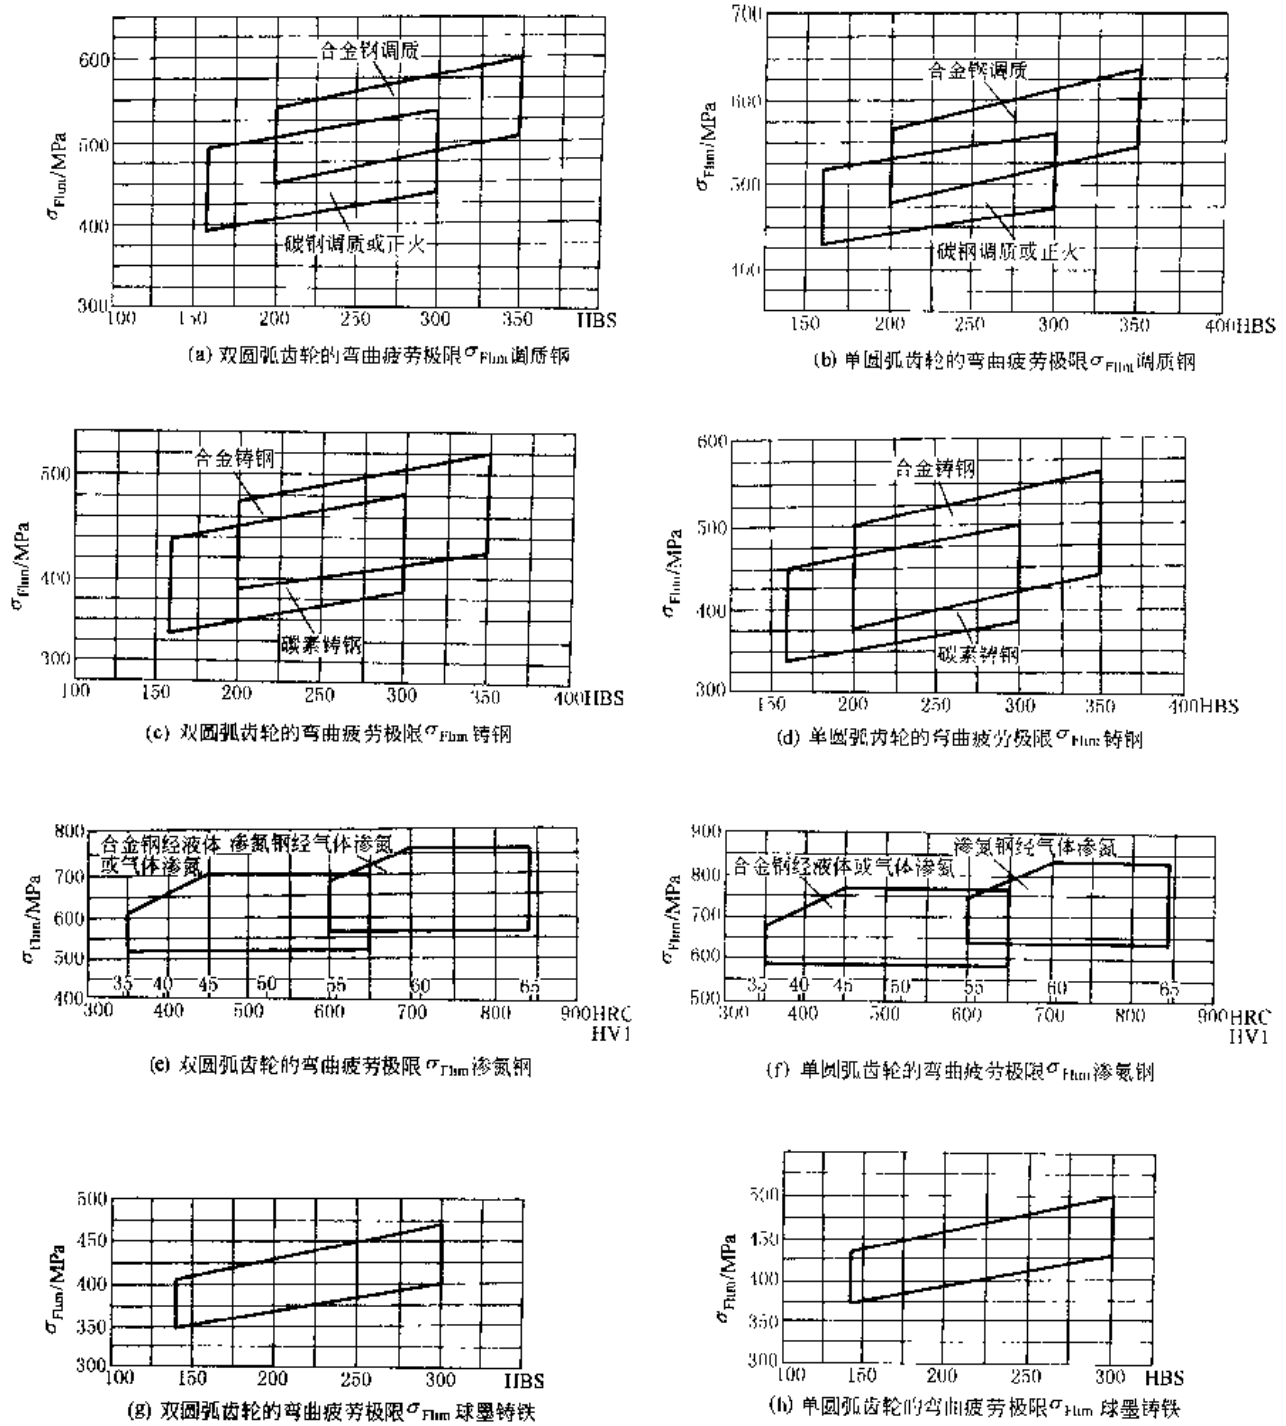 600
500
400
300
σFlim/MPa
合金钢调质
碳钢调质或正火
100 150 200 250 300 350 HBS
(a) 双圆弧齿轮的弯曲疲劳极限σFlim调质钢
700
600
500
400
σFlim/MPa
合金钢调质
碳钢调质或正火
150 200 250 300 350 400HBS
(b) 单圆弧齿轮的弯曲疲劳极限σFlim调质钢
500
400
300
σFlim/MPa
合金铸钢
碳素铸钢
100 150 200 250 300 350 400HBS
(c) 双圆弧齿轮的弯曲疲劳极限σFlim铸钢
600
500
400
300
σFlim/MPa
合金铸钢
碳素铸钢
150 200 250 300 350 400HBS
(d) 单圆弧齿轮的弯曲疲劳极限σFlim铸钢
800
700
600
500
400
σFlim/MPa
合金钢经液体 渗氮钢经气体渗氮
或气体渗氮
35 40 45 50 55 60 65
300 400 500 600 700 800 900HRC
HV1
(e) 双圆弧齿轮的弯曲疲劳极限σFlim渗氮钢
900
800
700
600
500
σFlim/MPa
渗氮钢经气体渗氮
合金钢经液体或气体渗氮
35 40 45 50 55 60 65
300 400 500 600 700 800 900HRC
HV1
(f) 单圆弧齿轮的弯曲疲劳极限σFlim渗氮钢
500
450
400
350
300
σFlim/MPa
100 150 200 250 300 HBS
(g) 双圆弧齿轮的弯曲疲劳极限σFlim球墨铸铁
500
450
400
350
300
σFlim/MPa
100 150 200 250 300 HBS
(h) 单圆弧齿轮的弯曲疲劳极限σFlim球墨铸铁